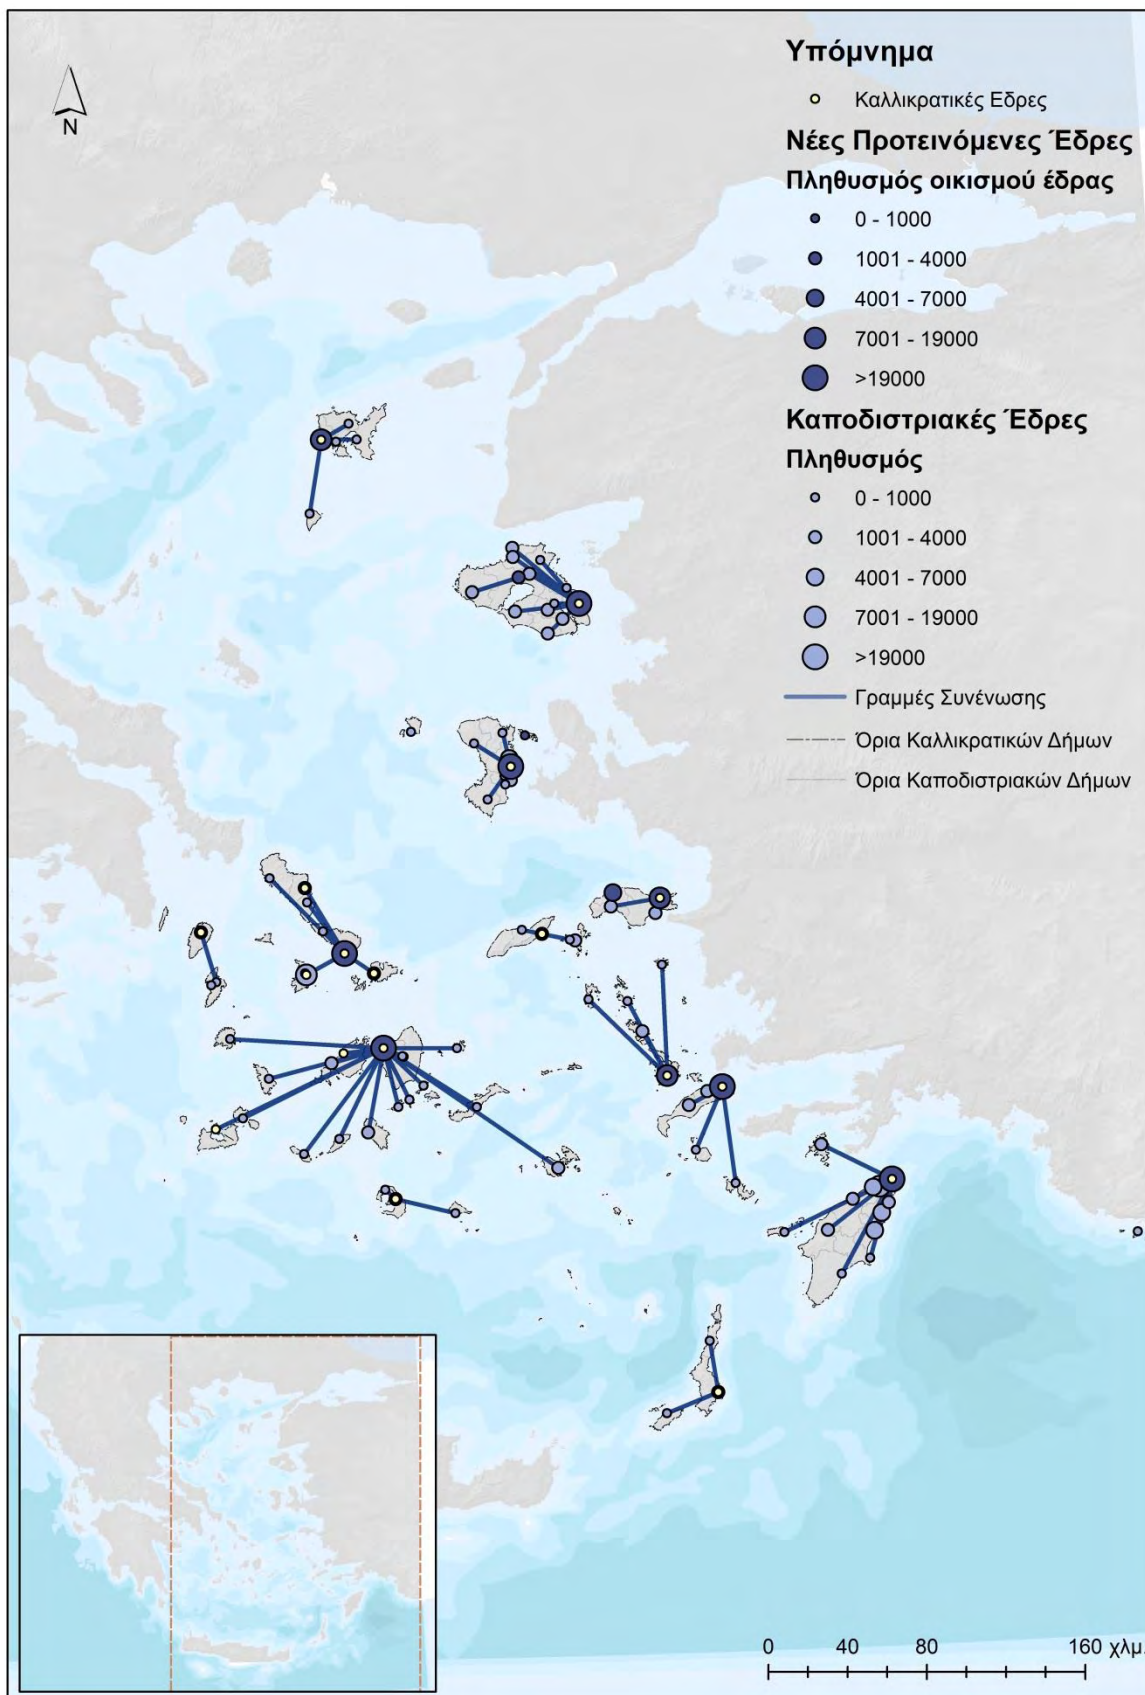 Υπόμνημα
Καλλικρατικές Εδρες
Νέες Προτεινόμενες Έδρες
Πληθυσμός οικισμού έδρας
0 - 1000
1001 - 4000
4001 - 7000
7001 - 19000
>19000
Καποδιστριακές Έδρες
Πληθυσμός
0 - 1000
1001 - 4000
4001 - 7000
7001 - 19000
>19000
Γραμμές Συνένωσης
Όρια Καλλικρατικών Δήμων
Όρια Καποδιστριακών Δήμων
N
0 40 80 160 χλμ.